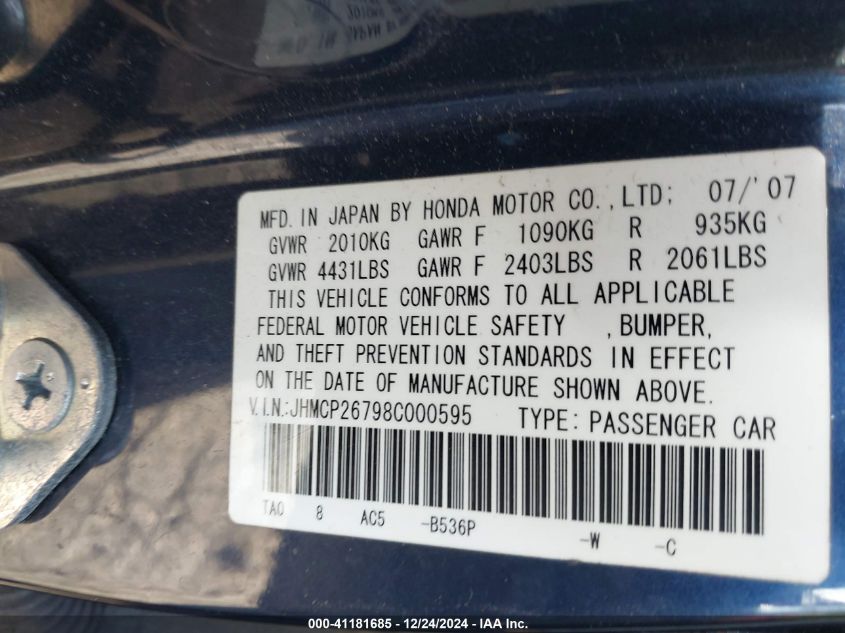 MFD. IN JAPAN BY HONDA MOTOR CO., LTD; 07/'07
GVWR 2010KG GAWR F 1090KG R 935KG
GVWR 4431LBS GAWR F 2403LBS R 2061LBS
THIS VEHICLE CONFORMS TO ALL APPLICABLE
FEDERAL MOTOR VEHICLE SAFETY , BUMPER,
AND THEFT PREVENTION STANDARDS IN EFFECT
ON THE DATE OF MANUFACTURE SHOWN ABOVE.
V.I.N.:JHMCP26798C000595 TYPE: PASSENGER CAR
TA0 8 AC5 -B536P -W -C
000-41181685 - 12/24/2024 - IAA Inc.